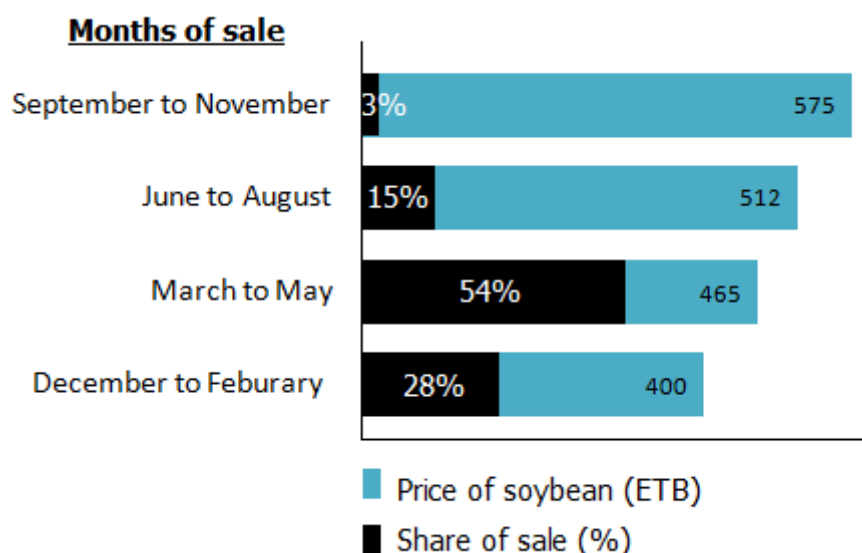 Months of sale
September to November 3% 575
June to August 15% 512
March to May 54% 465
December to Feburary 28% 400
Price of soybean (ETB)
Share of sale (%)